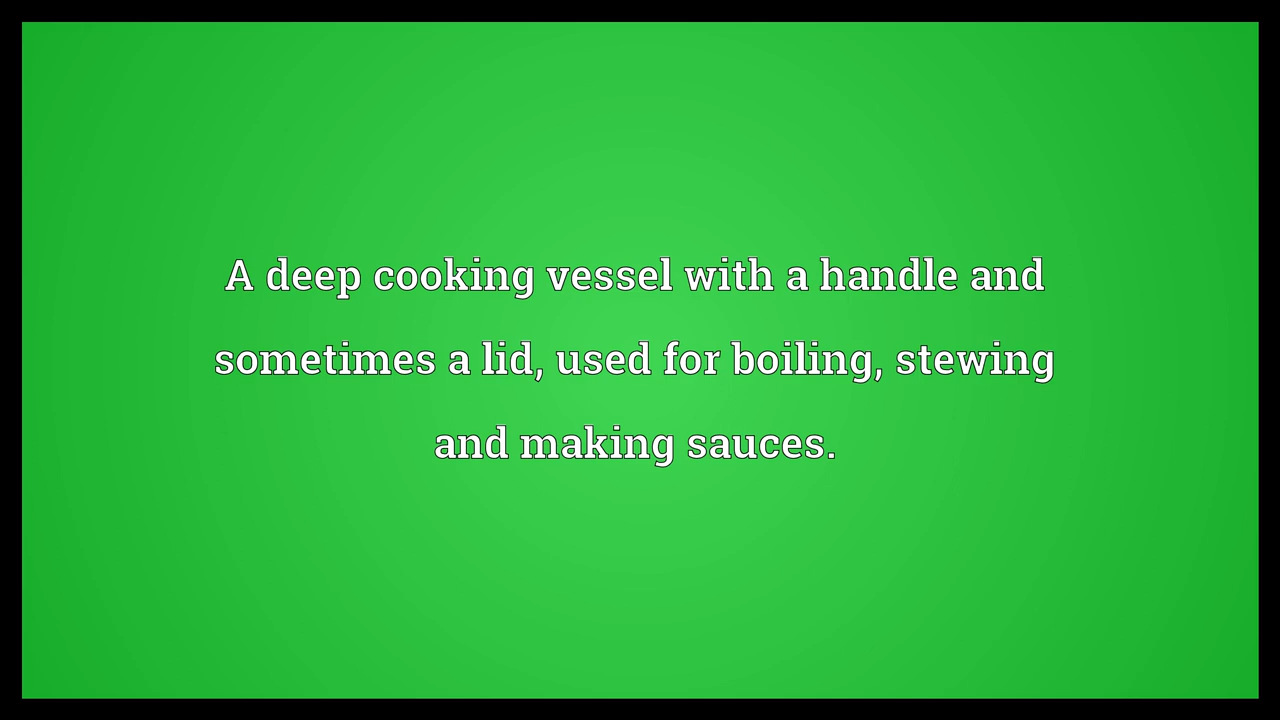 A deep cooking vessel with a handle and
sometimes a lid, used for boiling, stewing
and making sauces.